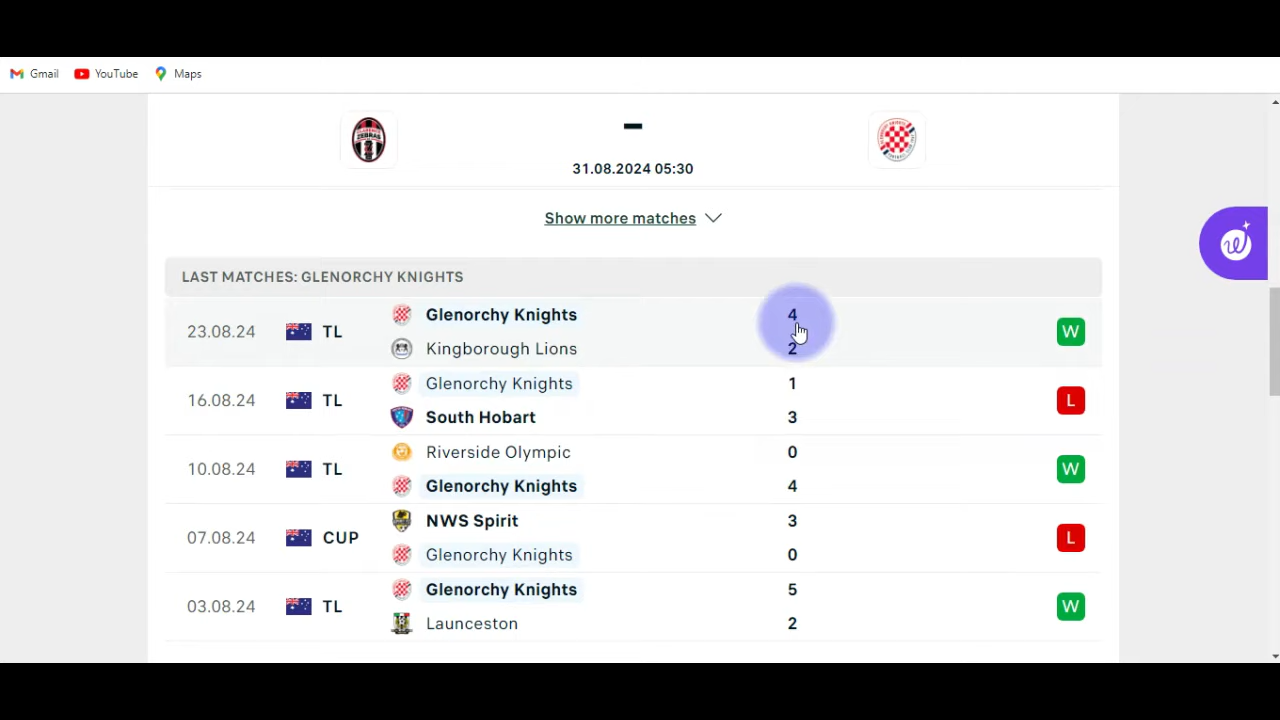 Gmail YouTube Maps
ZEBRAS
31.08.2024 05:30
Show more matches
LAST MATCHES: GLENORCHY KNIGHTS
23.08.24 TL Glenorchy Knights 4 W
Kingborough Lions 2
16.08.24 TL Glenorchy Knights 1 L
South Hobart 3
10.08.24 TL Riverside Olympic 0 W
Glenorchy Knights 4
07.08.24 CUP NWS Spirit 3 L
Glenorchy Knights 0
03.08.24 TL Glenorchy Knights 5 W
Launceston 2